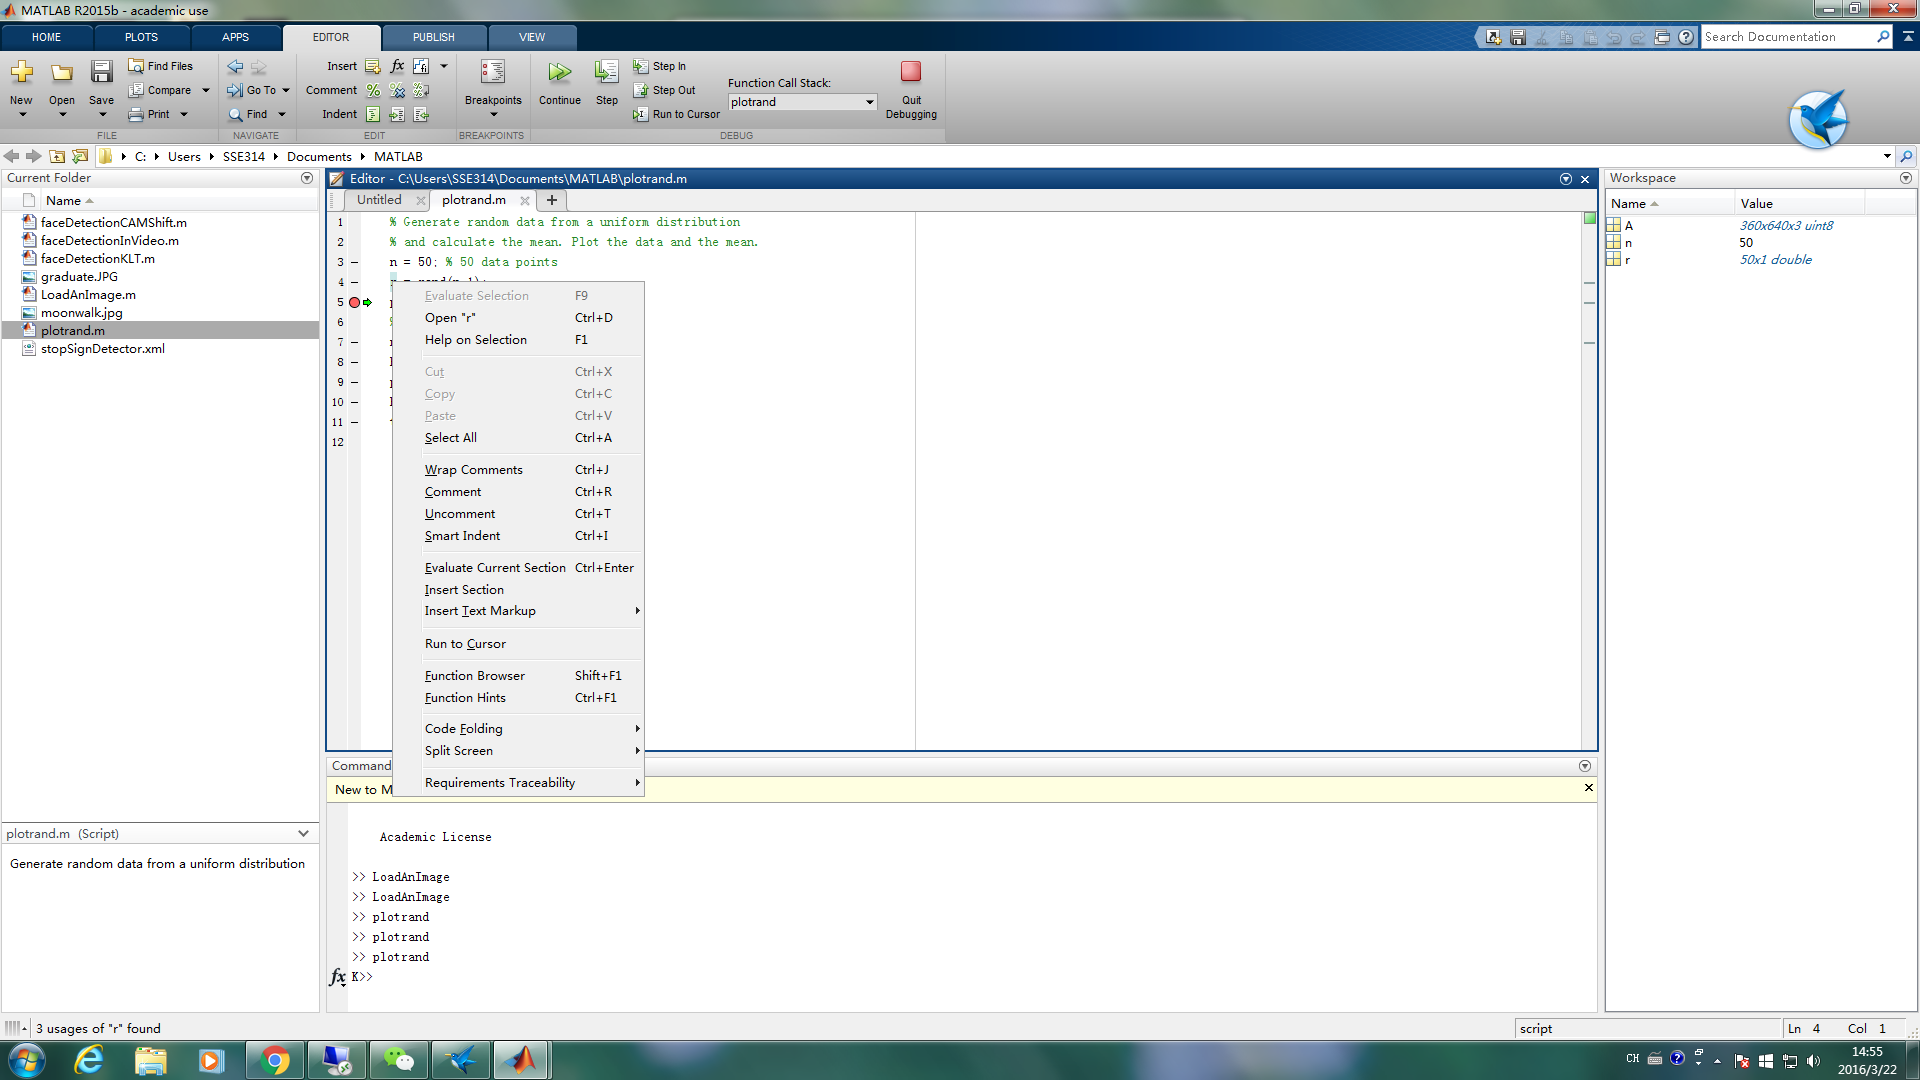 MATLAB R2015b - academic use
HOME PLOTS APPS EDITOR PUBLISH VIEW
Search Documentation
New Open Save
Find Files
Compare
Print
FILE
Go To
Find
NAVIGATE
Insert
Comment
Indent
EDIT
Breakpoints
BREAKPOINTS
Continue Step
Step In
Step Out
Run to Cursor
Function Call Stack:
plotrand
Quit Debugging
DEBUG
C: Users SSE314 Documents MATLAB
Current Folder
Name
faceDetectionCAMShift.m
faceDetectionInVideo.m
faceDetectionKLT.m
graduate.JPG
LoadAnImage.m
moonwalk.jpg
plotrand.m
stopSignDetector.xml
plotrand.m (Script)
Generate random data from a uniform distribution
Editor - C:\Users\SSE314\Documents\MATLAB\plotrand.m
Untitled plotrand.m
1 % Generate random data from a uniform distribution
2 % and calculate the mean. Plot the data and the mean.
3 – n = 50; % 50 data points
4 –
5
6
7 –
8 –
9 –
10 –
11 –
12
Evaluate Selection F9
Open "r" Ctrl+D
Help on Selection F1
Cut Ctrl+X
Copy Ctrl+C
Paste Ctrl+V
Select All Ctrl+A
Wrap Comments Ctrl+J
Comment Ctrl+R
Uncomment Ctrl+T
Smart Indent Ctrl+I
Evaluate Current Section Ctrl+Enter
Insert Section
Insert Text Markup
Run to Cursor
Function Browser Shift+F1
Function Hints Ctrl+F1
Code Folding
Split Screen
Requirements Traceability
Command
New to M
Academic License
>> LoadAnImage
>> LoadAnImage
>> plotrand
>> plotrand
>> plotrand
fx K>>
Workspace
Name Value
A 360x640x3 uint8
n 50
r 50x1 double
3 usages of "r" found
script
Ln 4 Col 1
CH
14:55
2016/3/22